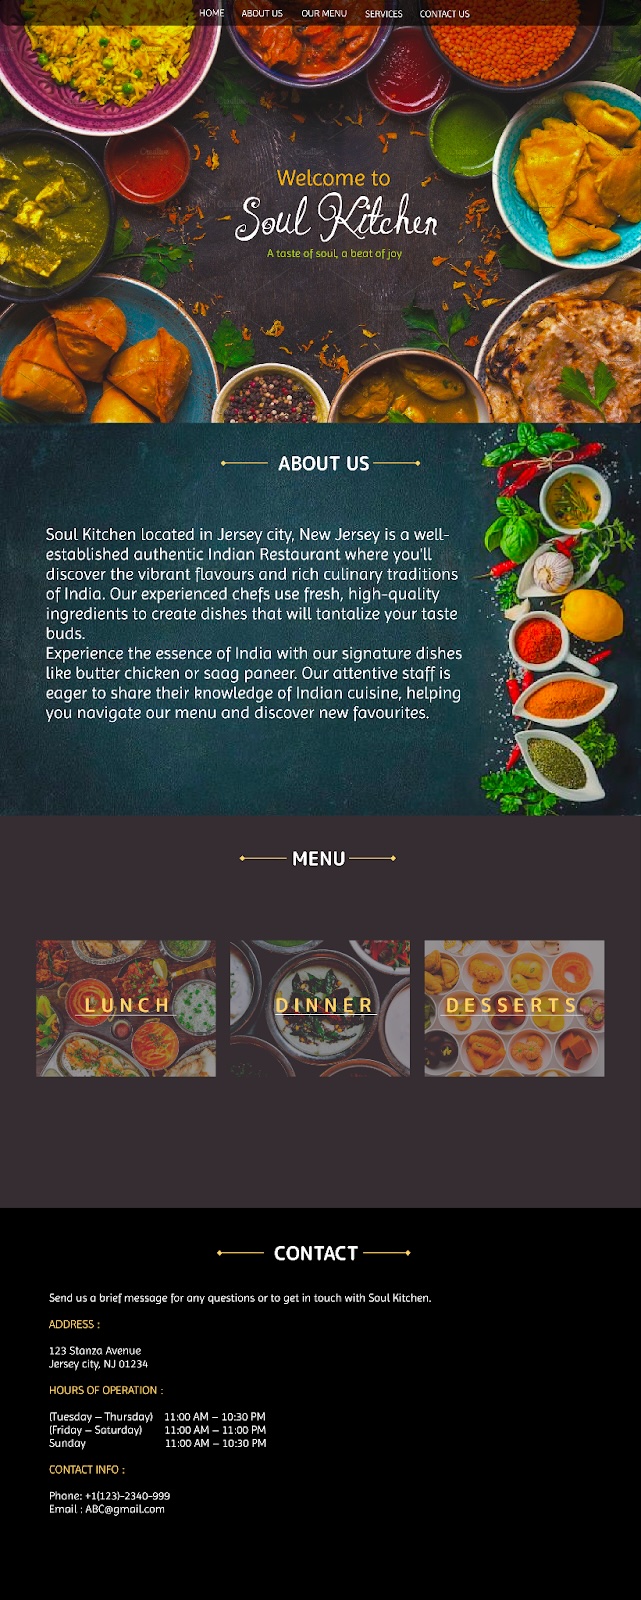 HOME ABOUT US OUR MENU SERVICES CONTACT US
Welcome to
Soul Kitchen
A taste of soul, a beat of joy
ABOUT US
Soul Kitchen located in Jersey city, New Jersey is a well-
established authentic Indian Restaurant where you'll
discover the vibrant flavours and rich culinary traditions
of India. Our experienced chefs use fresh, high-quality
ingredients to create dishes that will tantalize your taste
buds.
Experience the essence of India with our signature dishes
like butter chicken or saag paneer. Our attentive staff is
eager to share their knowledge of Indian cuisine, helping
you navigate our menu and discover new favourites.
MENU
LUNCH DINNER DESSERTS
CONTACT
Send us a brief message for any questions or to get in touch with Soul Kitchen.
ADDRESS :
123 Stanza Avenue
Jersey city, NJ 01234
HOURS OF OPERATION :
(Tuesday – Thursday) 11:00 AM – 10:30 PM
(Friday – Saturday) 11:00 AM – 11:00 PM
Sunday 11:00 AM – 10:30 PM
CONTACT INFO :
Phone: +1(123)-2340-999
Email : ABC@gmail.com